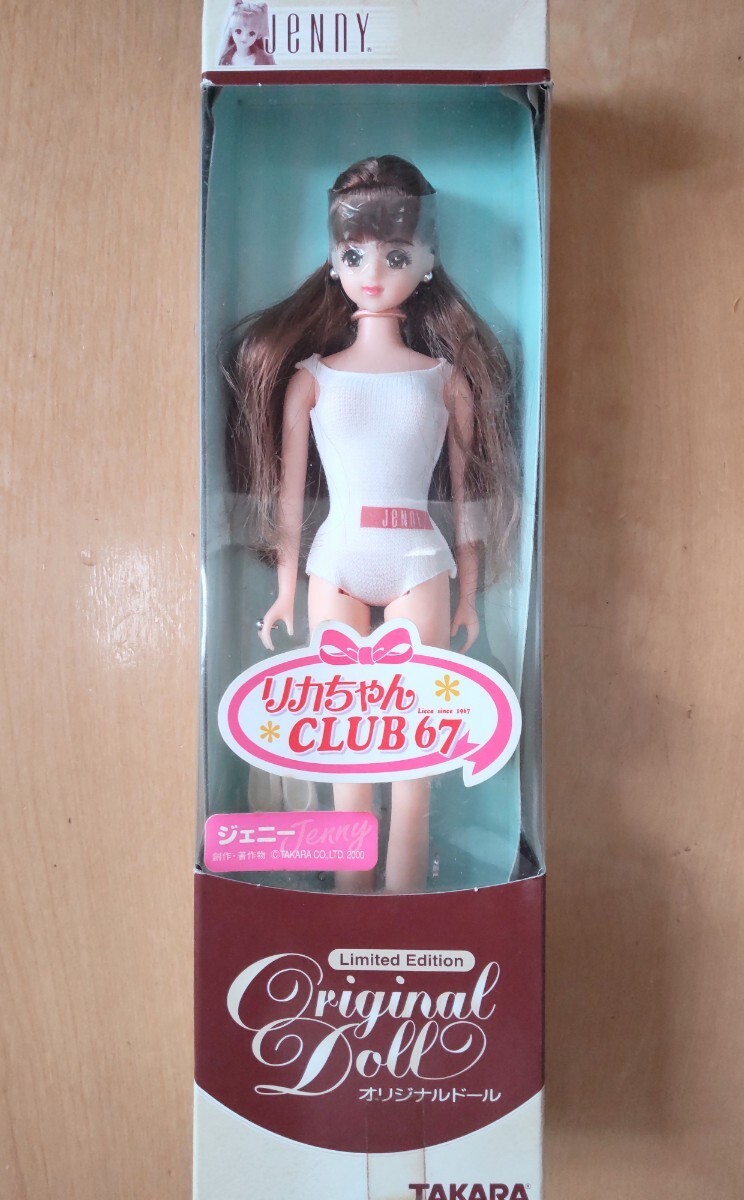 JENNY®
JENNY
リカちゃん
Licca since 1967
CLUB 67
ジェニー Jenny
創作・著作物 © TAKARA CO., LTD. 2000
Limited Edition
Original
Doll
オリジナルドール
TAKARA®